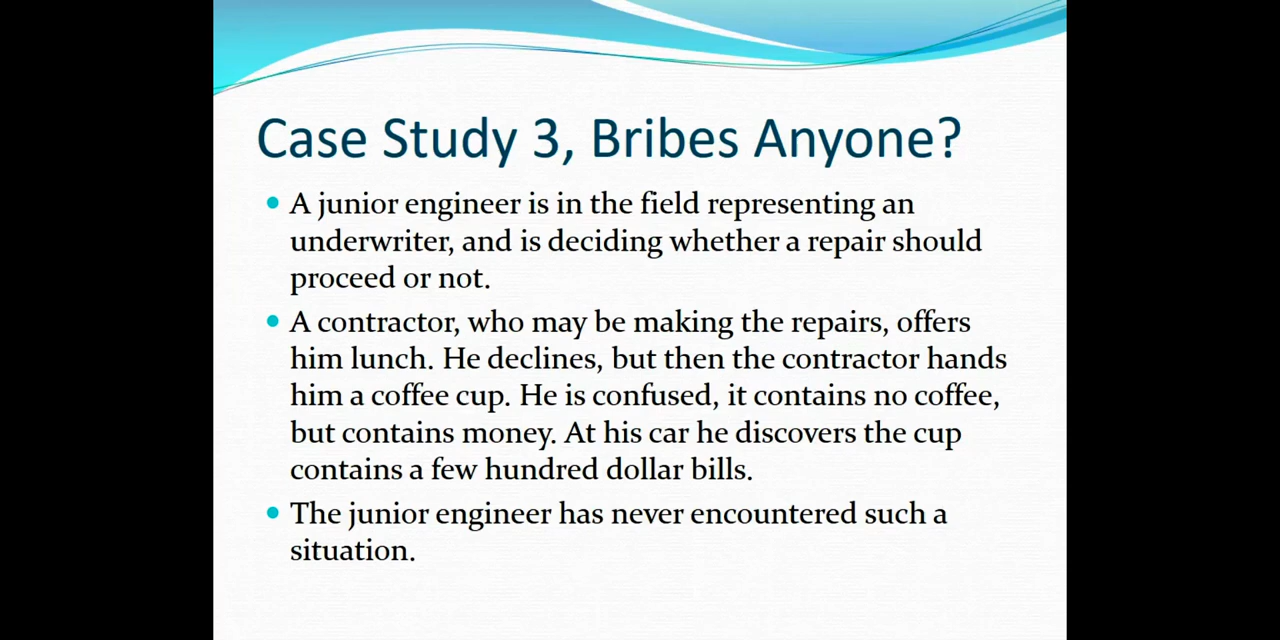 Case Study 3, Bribes Anyone?
A junior engineer is in the field representing an
underwriter, and is deciding whether a repair should
proceed or not.
A contractor, who may be making the repairs, offers
him lunch. He declines, but then the contractor hands
him a coffee cup. He is confused, it contains no coffee,
but contains money. At his car he discovers the cup
contains a few hundred dollar bills.
The junior engineer has never encountered such a
situation.